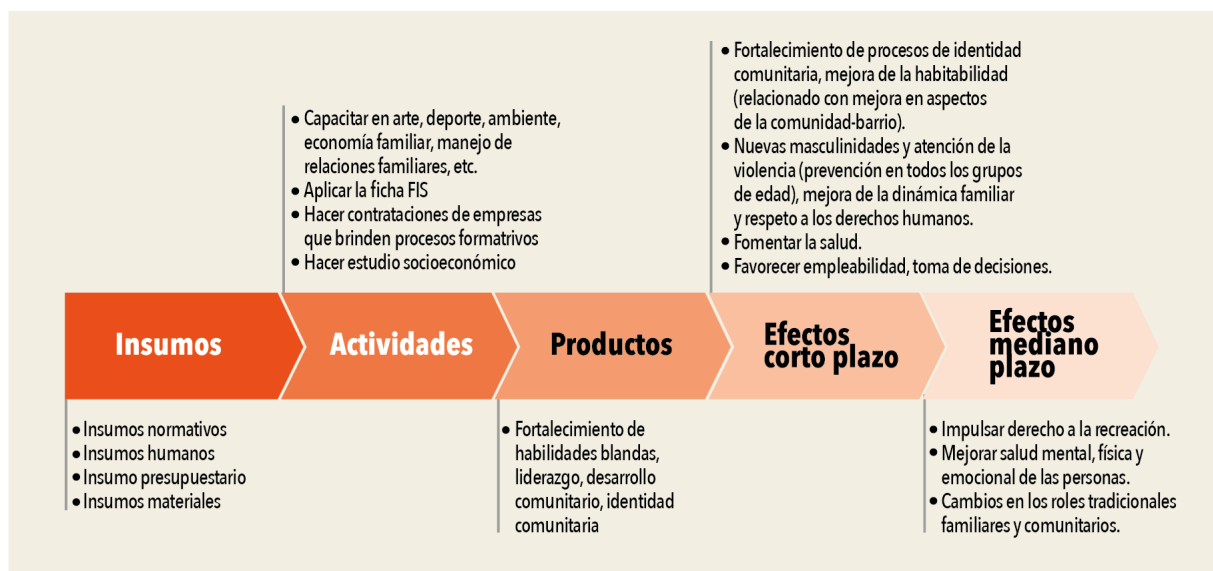 • Fortalecimiento de procesos de identidad
comunitaria, mejora de la habitabilidad
(relacionado con mejora en aspectos
de la comunidad-barrio).
• Nuevas masculinidades y atención de la
violencia (prevención en todos los grupos
de edad), mejora de la dinámica familiar
y respeto a los derechos humanos.
• Fomentar la salud.
• Favorecer empleabilidad, toma de decisiones.
• Capacitar en arte, deporte, ambiente,
economía familiar, manejo de
relaciones familiares, etc.
• Aplicar la ficha FIS
• Hacer contrataciones de empresas
que brinden procesos formatrivos
• Hacer estudio socioeconómico
Insumos
Actividades
Productos
Efectos
corto plazo
Efectos
mediano
plazo
• Insumos normativos
• Insumos humanos
• Insumo presupuestario
• Insumos materiales
• Fortalecimiento de
habilidades blandas,
liderazgo, desarrollo
comunitario, identidad
comunitaria
• Impulsar derecho a la recreación.
• Mejorar salud mental, física y
emocional de las personas.
• Cambios en los roles tradicionales
familiares y comunitarios.